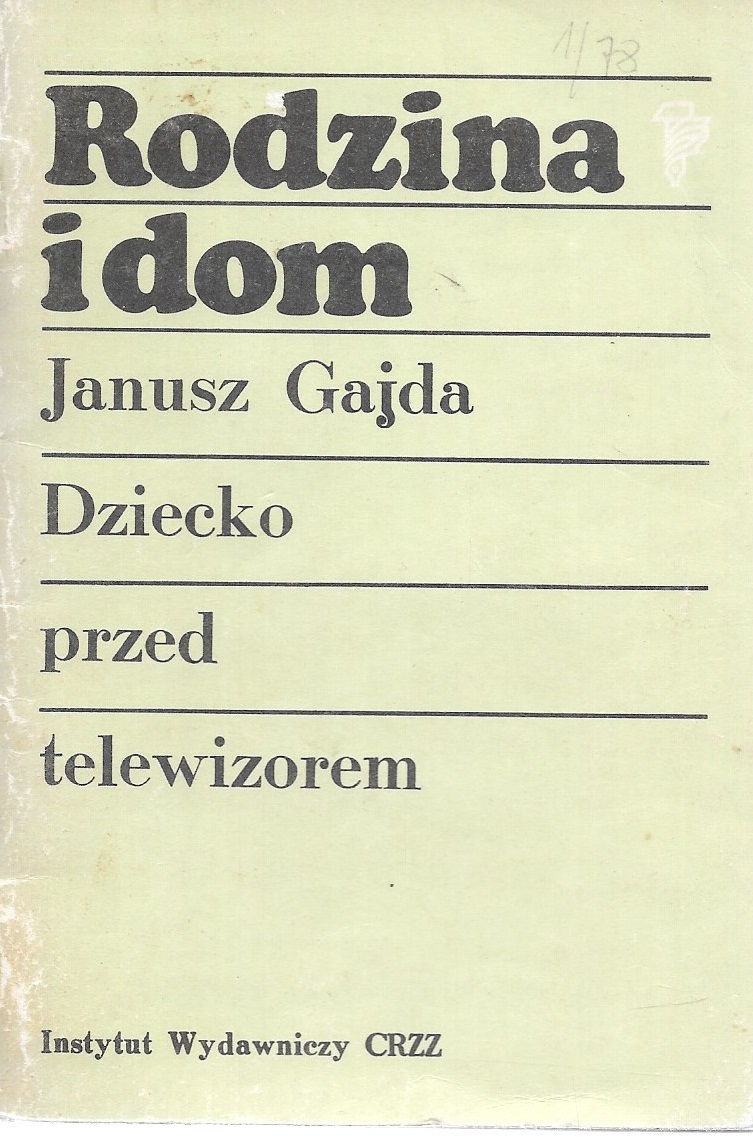 1/78
Rodzina
i dom
Janusz Gajda
Dziecko
przed
telewizorem
Instytut Wydawniczy CRZZ